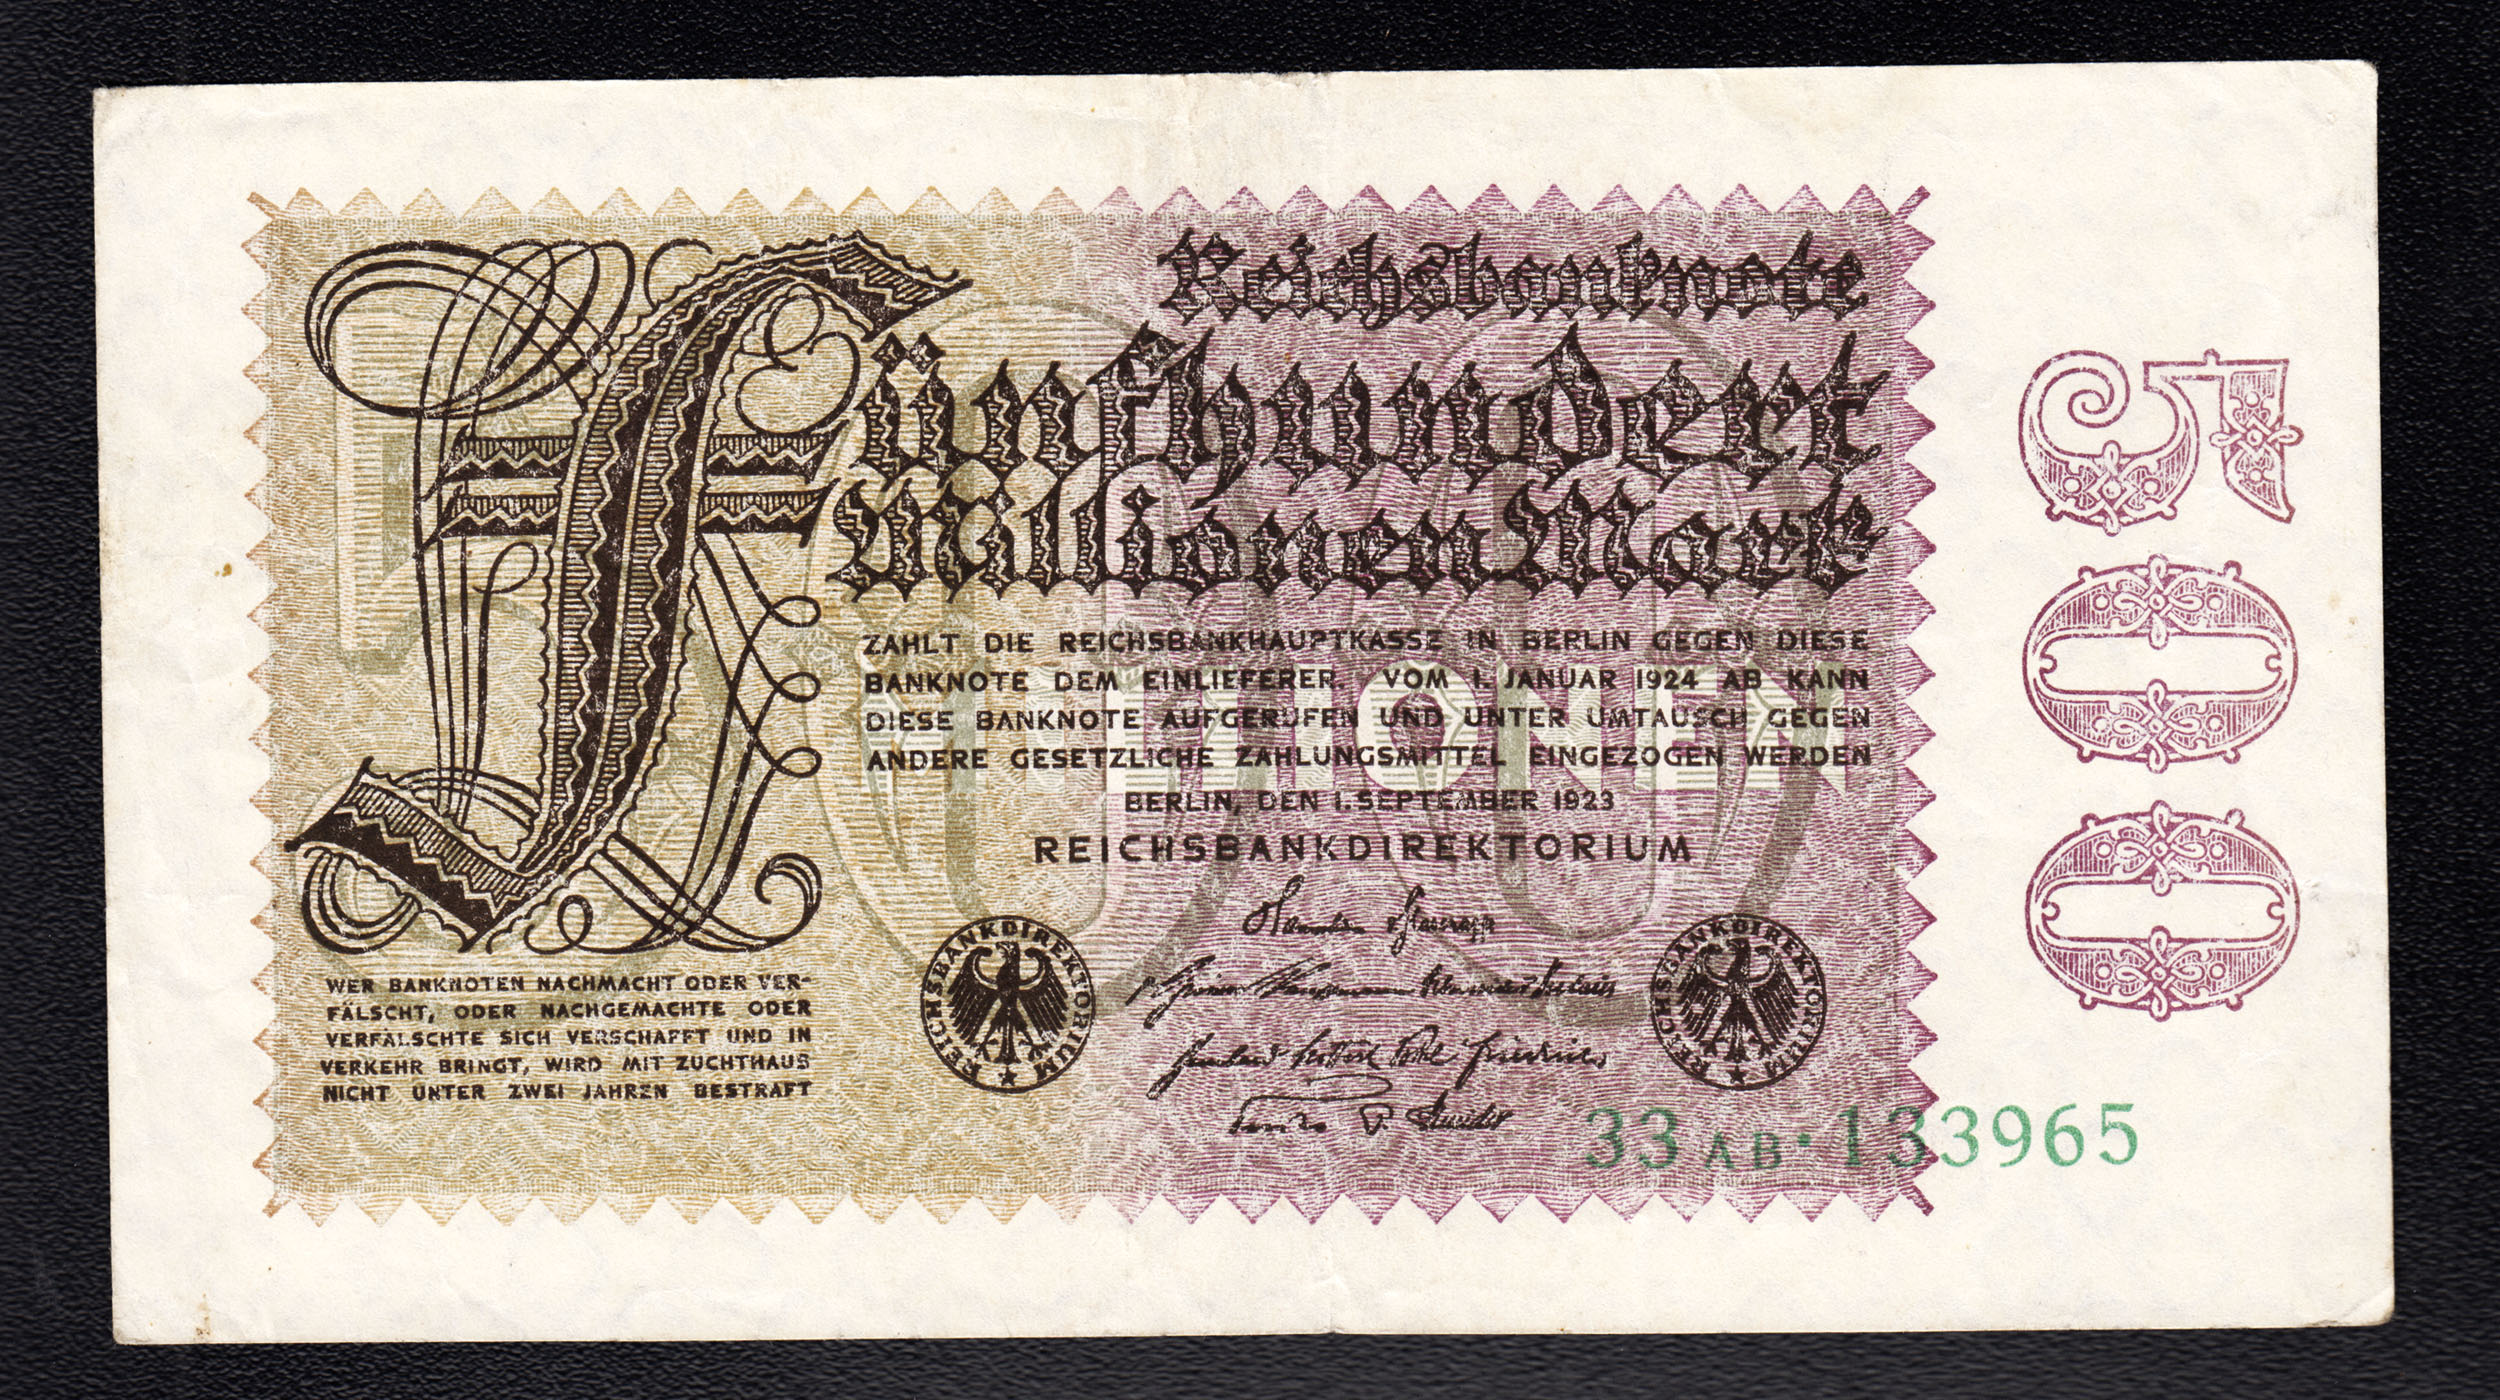 Reichsbanknote
Fünfhundert
Millionen Mark
ZAHLT DIE REICHSBANKHAUPTKASSE IN BERLIN GEGEN DIESE
BANKNOTE DEM EINLIEFERER. VOM 1. JANUAR 1924 AB KANN
DIESE BANKNOTE AUFGERUFEN UND UNTER UMTAUSCH GEGEN
ANDERE GESETZLICHE ZAHLUNGSMITTEL EINGEZOGEN WERDEN
BERLIN, DEN 1. SEPTEMBER 1923
REICHSBANKDIREKTORIUM
WER BANKNOTEN NACHMACHT ODER VER-
FÄLSCHT, ODER NACHGEMACHTE ODER
VERFÄLSCHTE SICH VERSCHAFFT UND IN
VERKEHR BRINGT, WIRD MIT ZUCHTHAUS
NICHT UNTER ZWEI JAHREN BESTRAFT
REICHSBANKDIREKTORIUM ★
REICHSBANKDIREKTORIUM ★
33 AB · 133965
500
500
MILLIONEN